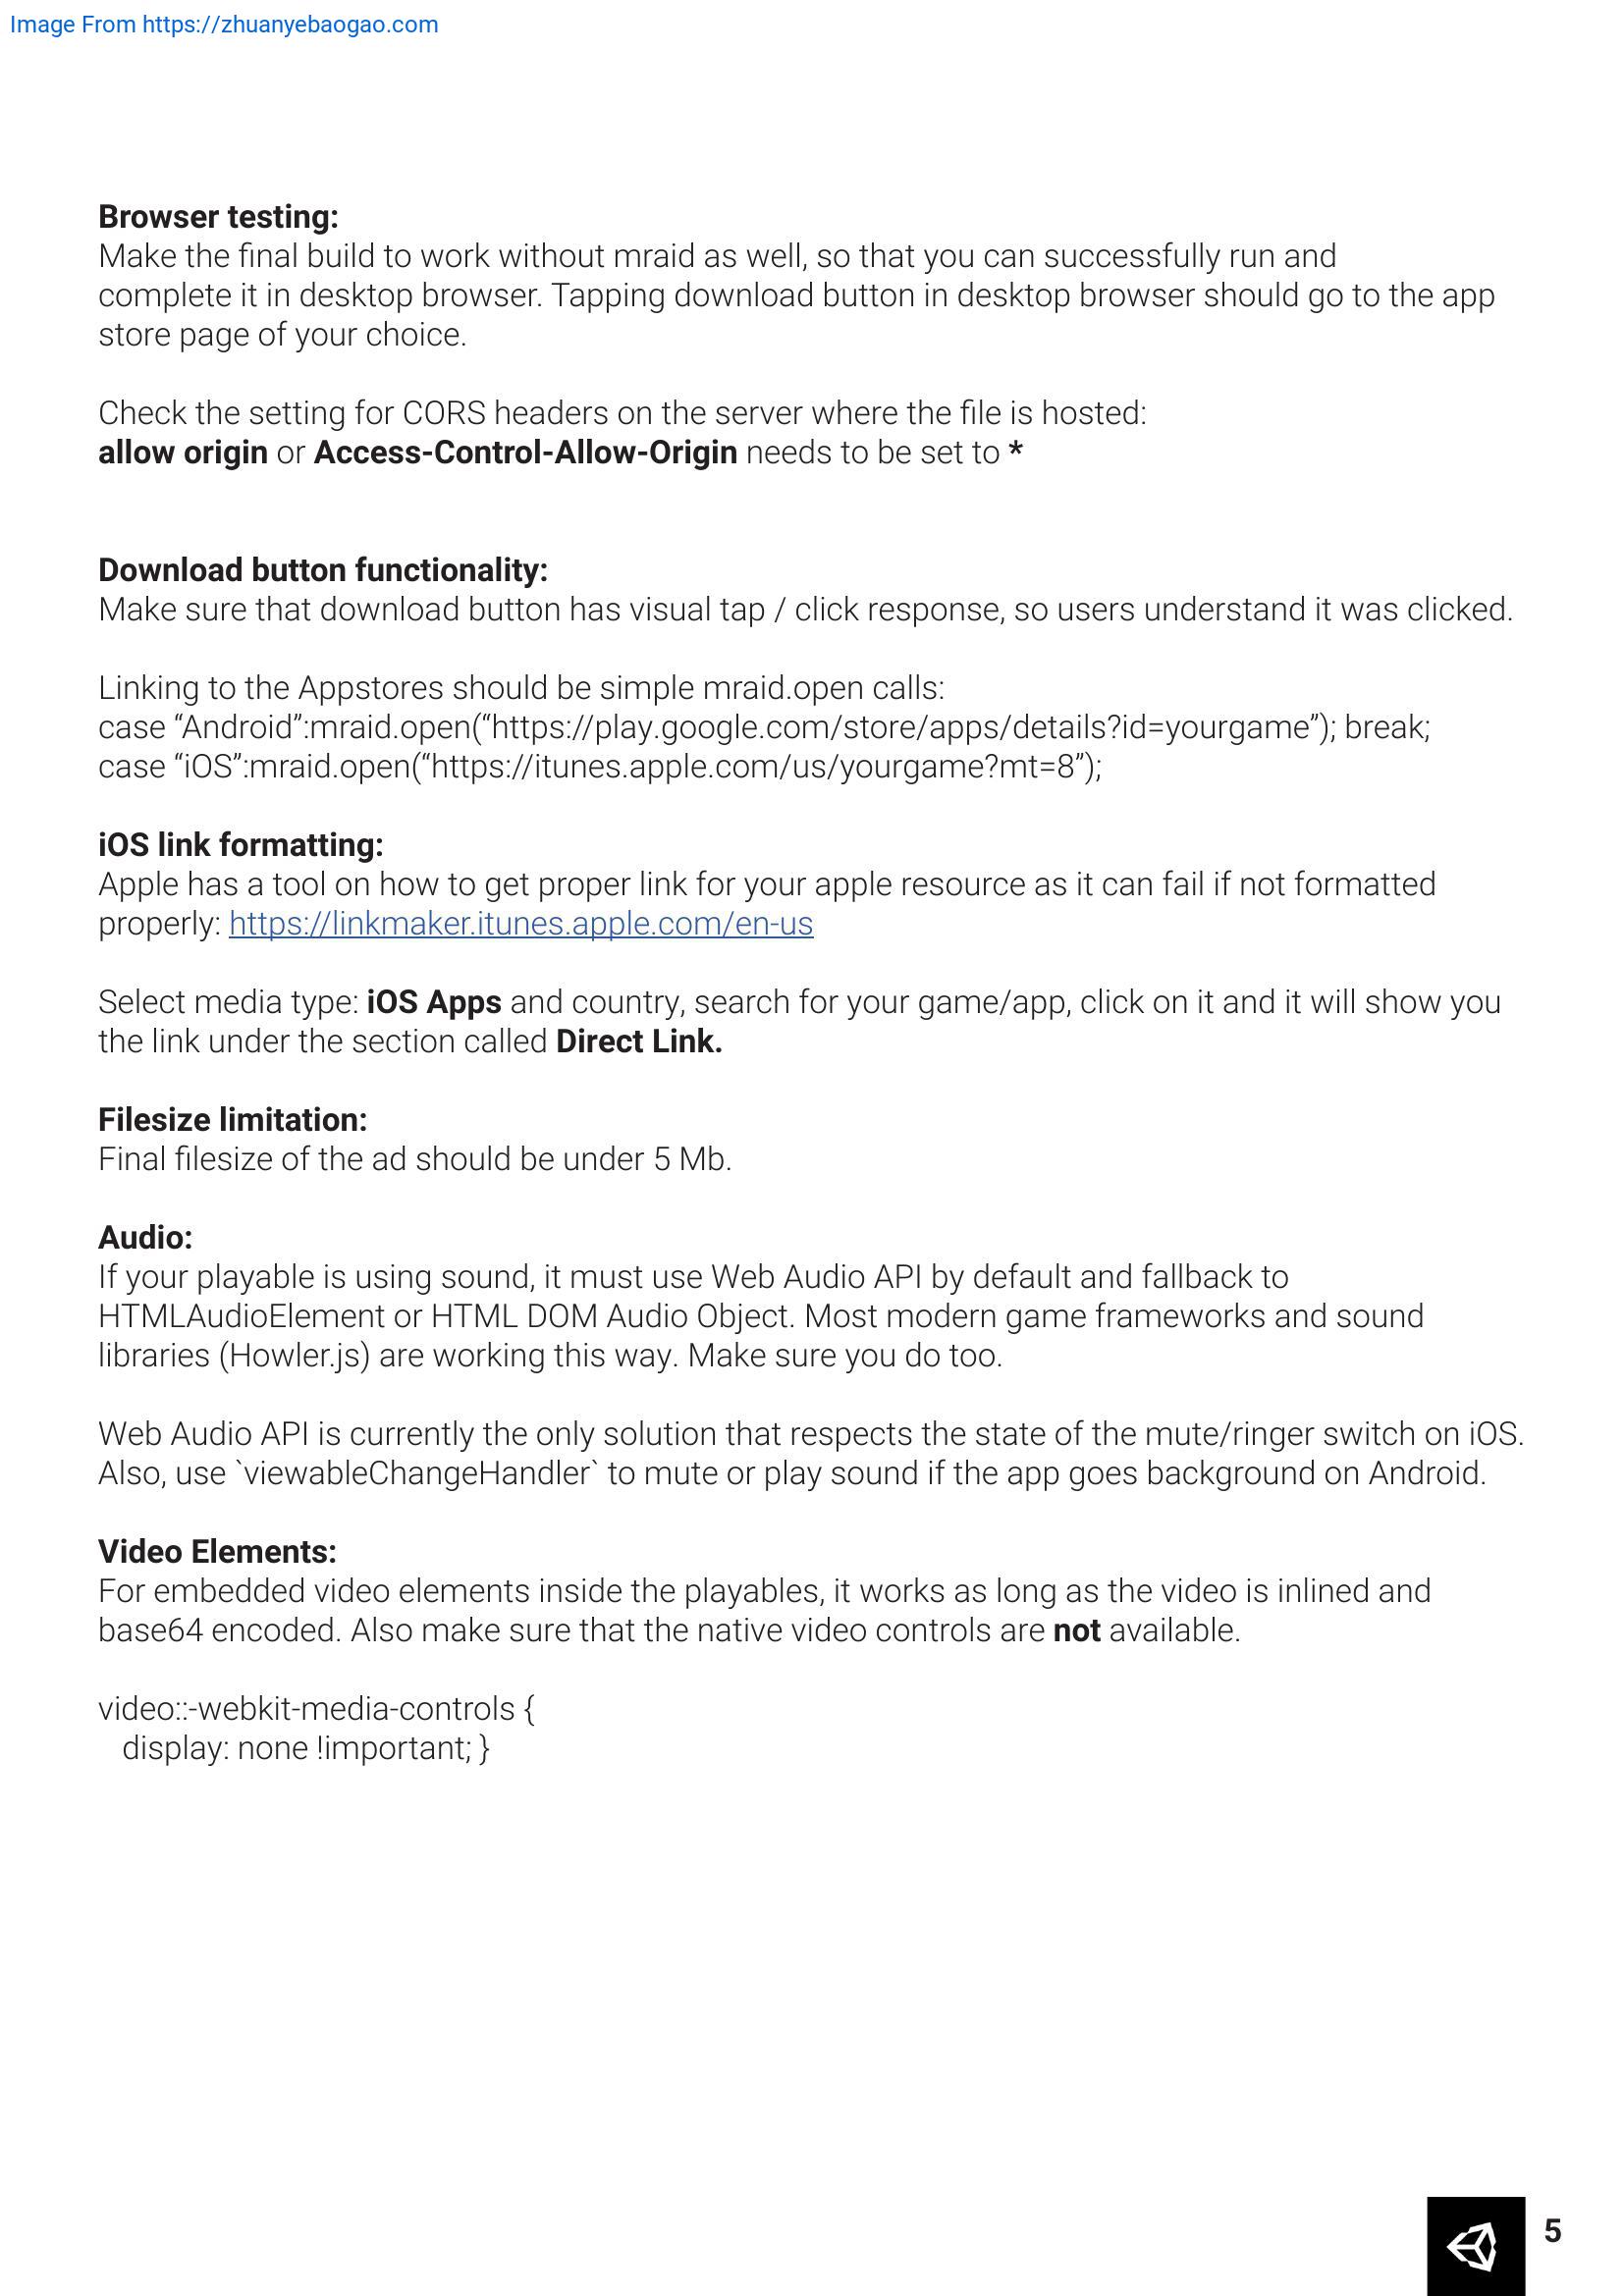 Image From https://zhuanyebaogao.com
Browser testing:
Make the final build to work without mraid as well, so that you can successfully run and
complete it in desktop browser. Tapping download button in desktop browser should go to the app
store page of your choice.
Check the setting for CORS headers on the server where the file is hosted:
allow origin or Access-Control-Allow-Origin needs to be set to *
Download button functionality:
Make sure that download button has visual tap / click response, so users understand it was clicked.
Linking to the Appstores should be simple mraid.open calls:
case “Android”:mraid.open(“https://play.google.com/store/apps/details?id=yourgame”); break;
case “iOS”:mraid.open(“https://itunes.apple.com/us/yourgame?mt=8”);
iOS link formatting:
Apple has a tool on how to get proper link for your apple resource as it can fail if not formatted
properly: https://linkmaker.itunes.apple.com/en-us
Select media type: iOS Apps and country, search for your game/app, click on it and it will show you
the link under the section called Direct Link.
Filesize limitation:
Final filesize of the ad should be under 5 Mb.
Audio:
If your playable is using sound, it must use Web Audio API by default and fallback to
HTMLAudioElement or HTML DOM Audio Object. Most modern game frameworks and sound
libraries (Howler.js) are working this way. Make sure you do too.
Web Audio API is currently the only solution that respects the state of the mute/ringer switch on iOS.
Also, use `viewableChangeHandler` to mute or play sound if the app goes background on Android.
Video Elements:
For embedded video elements inside the playables, it works as long as the video is inlined and
base64 encoded. Also make sure that the native video controls are not available.
video::-webkit-media-controls {
display: none !important; }
5